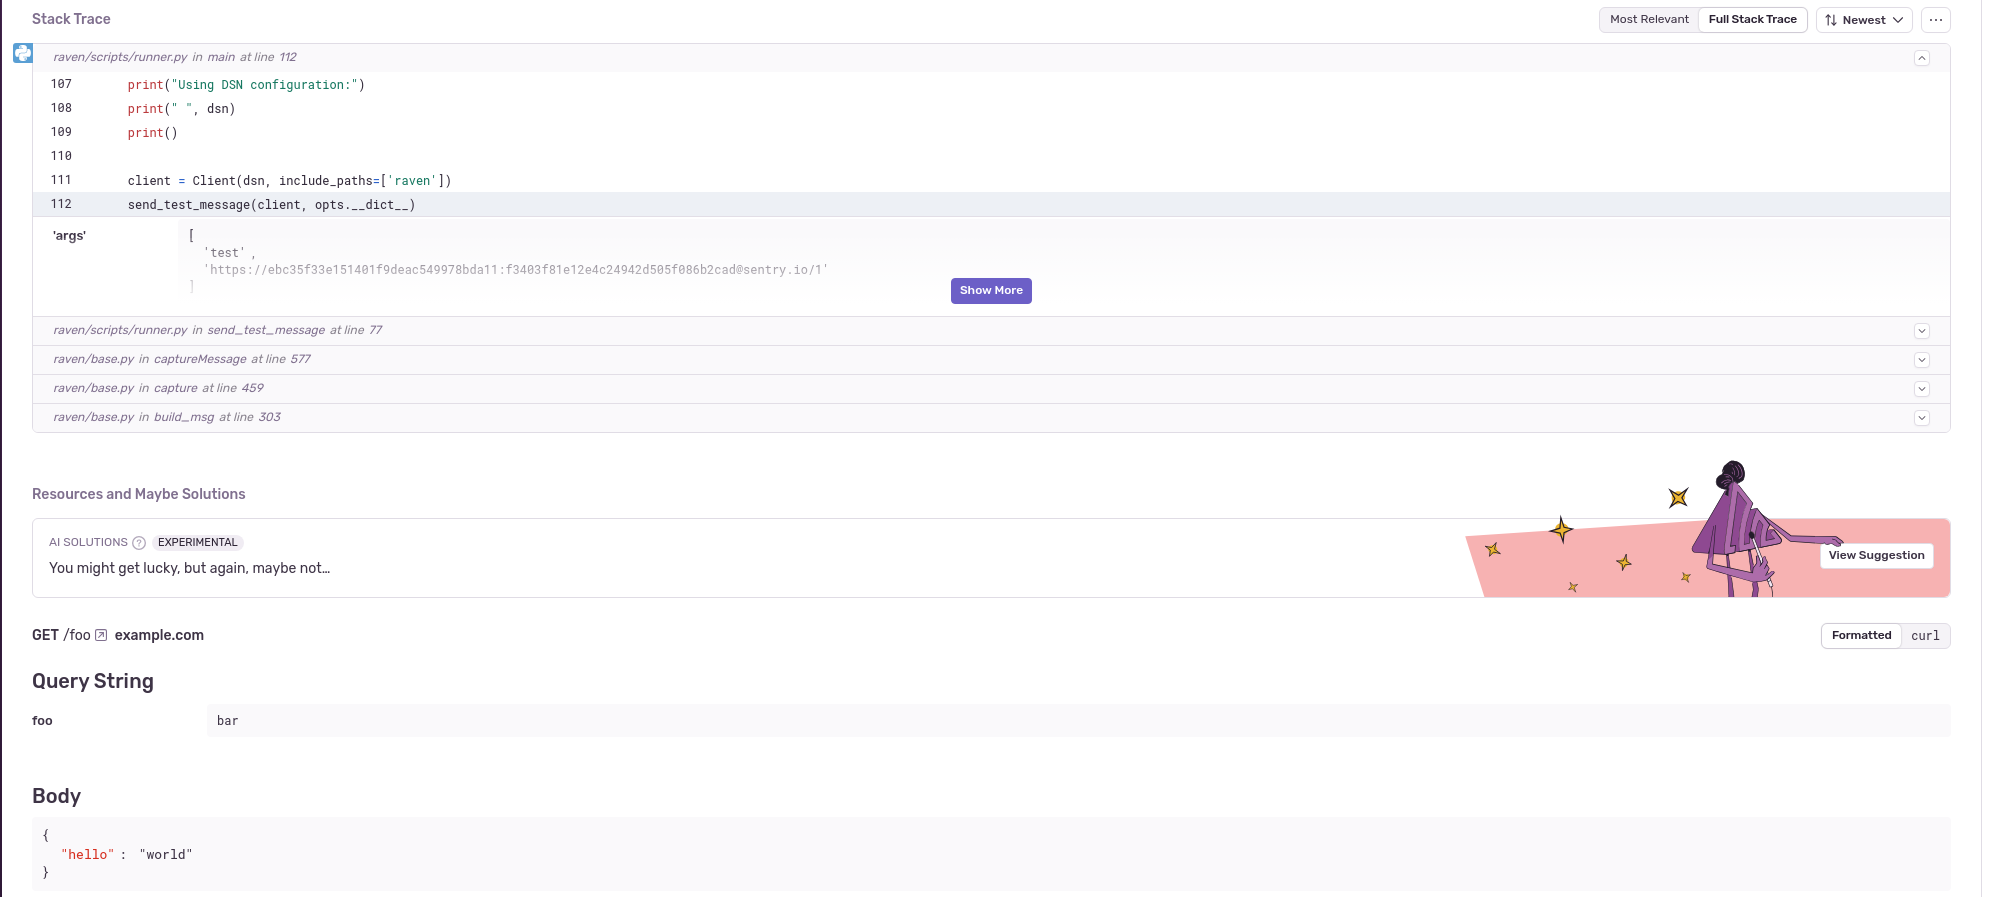 Stack Trace
Most Relevant Full Stack Trace Newest ...
raven/scripts/runner.py in main at line 112
107 print("Using DSN configuration:")
108 print(" ", dsn)
109 print()
110
111 client = Client(dsn, include_paths=['raven'])
112 send_test_message(client, opts.__dict__)
'args' [
'test',
'https://ebc35f33e151401f9deac549978bda11:f3403f81e12e4c24942d505f086b2cad@sentry.io/1'
]
Show More
raven/scripts/runner.py in send_test_message at line 77
raven/base.py in captureMessage at line 577
raven/base.py in capture at line 459
raven/base.py in build_msg at line 303
Resources and Maybe Solutions
AI SOLUTIONS ? EXPERIMENTAL
You might get lucky, but again, maybe not…
View Suggestion
GET /foo example.com
Formatted curl
Query String
foo bar
Body
{
"hello": "world"
}